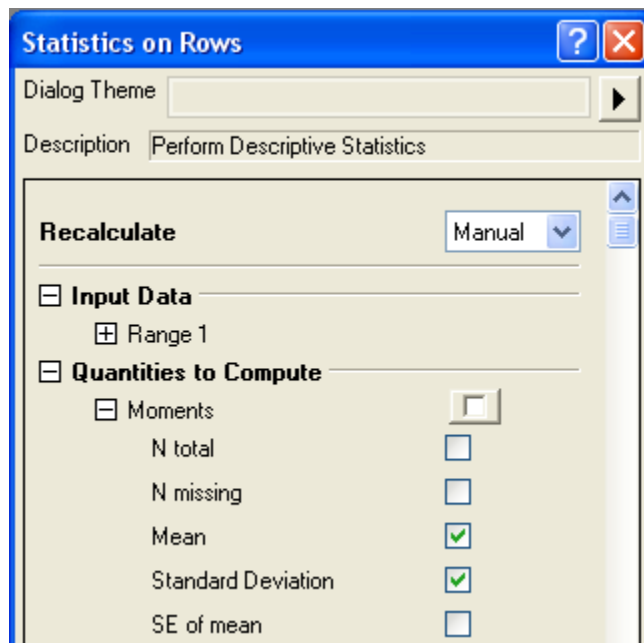 Statistics on Rows
Dialog Theme
Description Perform Descriptive Statistics
Recalculate Manual
Input Data
Range 1
Quantities to Compute
Moments
N total
N missing
Mean
Standard Deviation
SE of mean